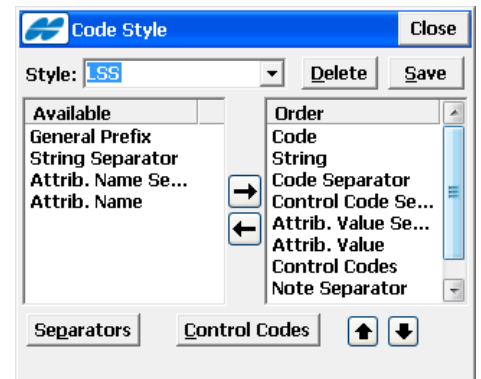 Code Style Close
Style: LSS Delete Save
Available
General Prefix
String Separator
Attrib. Name Se...
Attrib. Name
Order
Code
String
Code Separator
Control Code Se...
Attrib. Value Se...
Attrib. Value
Control Codes
Note Separator
Separators Control Codes